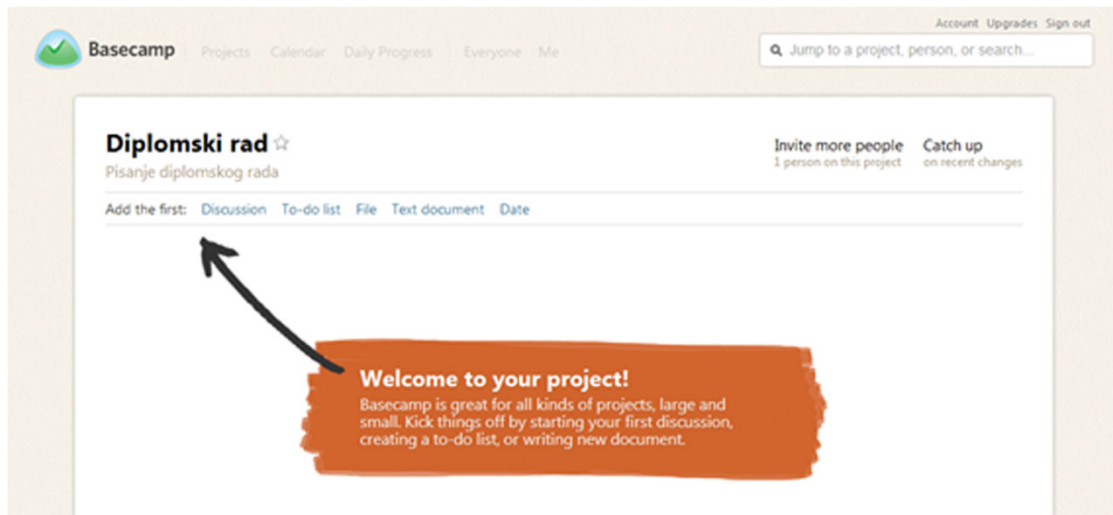 Account Upgrades Sign out
Basecamp Projects Calendar Daily Progress Everyone Me
Jump to a project, person, or search...
Diplomski rad
Pisanje diplomskog rada
Invite more people Catch up
1 person on this project on recent changes
Add the first: Discussion To-do list File Text document Date
Welcome to your project!
Basecamp is great for all kinds of projects, large and
small. Kick things off by starting your first discussion,
creating a to-do list, or writing new document.